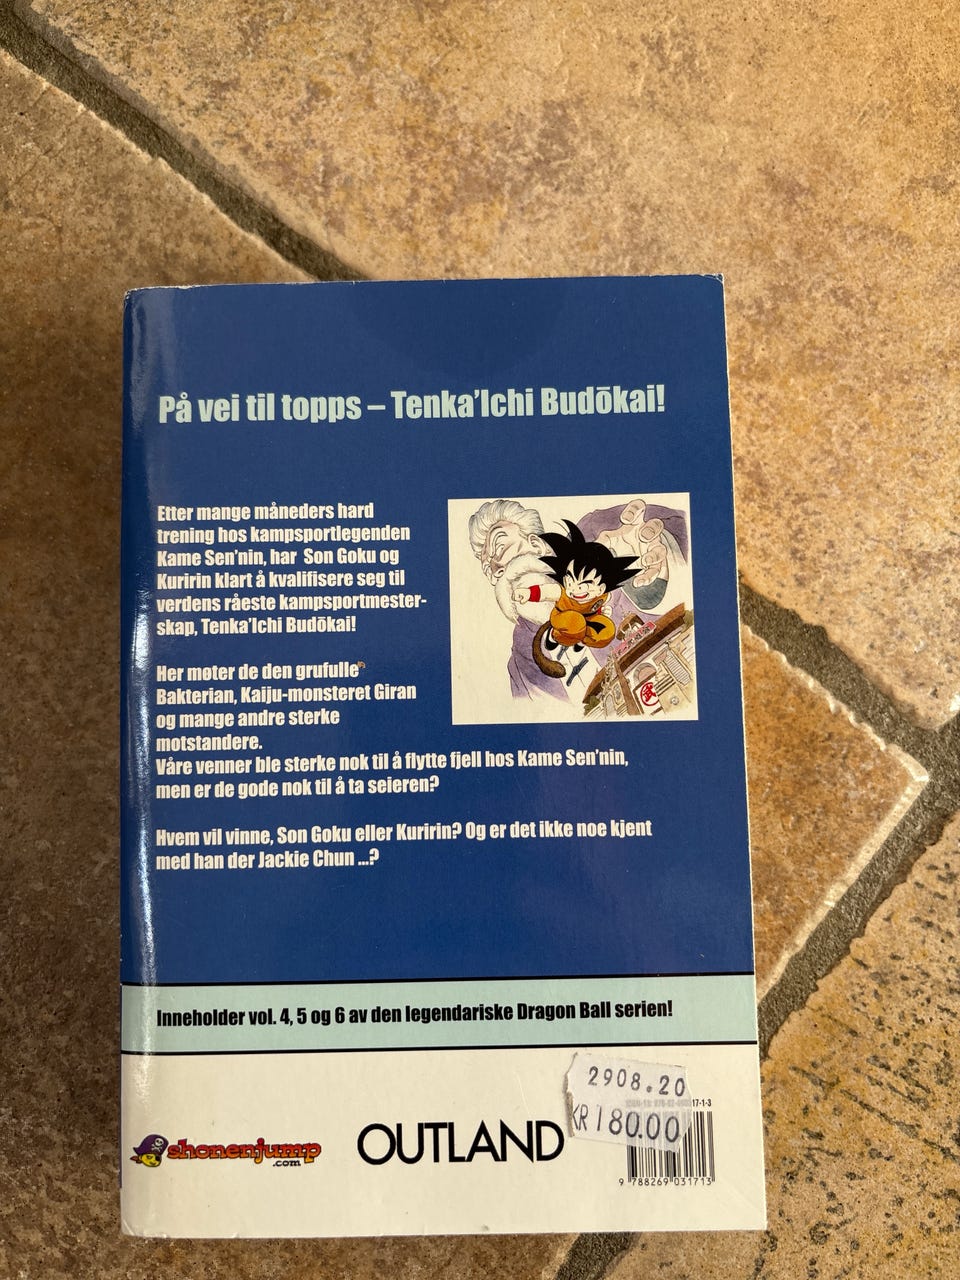 På vei til topps – Tenka'Ichi Budōkai!
Etter mange måneders hard
trening hos kampsportlegenden
Kame Sen'nin, har Son Goku og
Kuririn klart å kvalifisere seg til
verdens råeste kampsportmester-
skap, Tenka'Ichi Budōkai!
Her møter de den grufulle
Bakterian, Kaiju-monsteret Giran
og mange andre sterke
motstandere.
Våre venner ble sterke nok til å flytte fjell hos Kame Sen'nin,
men er de gode nok til å ta seieren?
Hvem vil vinne, Son Goku eller Kuririn? Og er det ikke noe kjent
med han der Jackie Chun ...?
武
Inneholder vol. 4, 5 og 6 av den legendariske Dragon Ball serien!
2908.20
KR 180.00
17-1-3
shonenjump
.com
OUTLAND
9 788269 031713